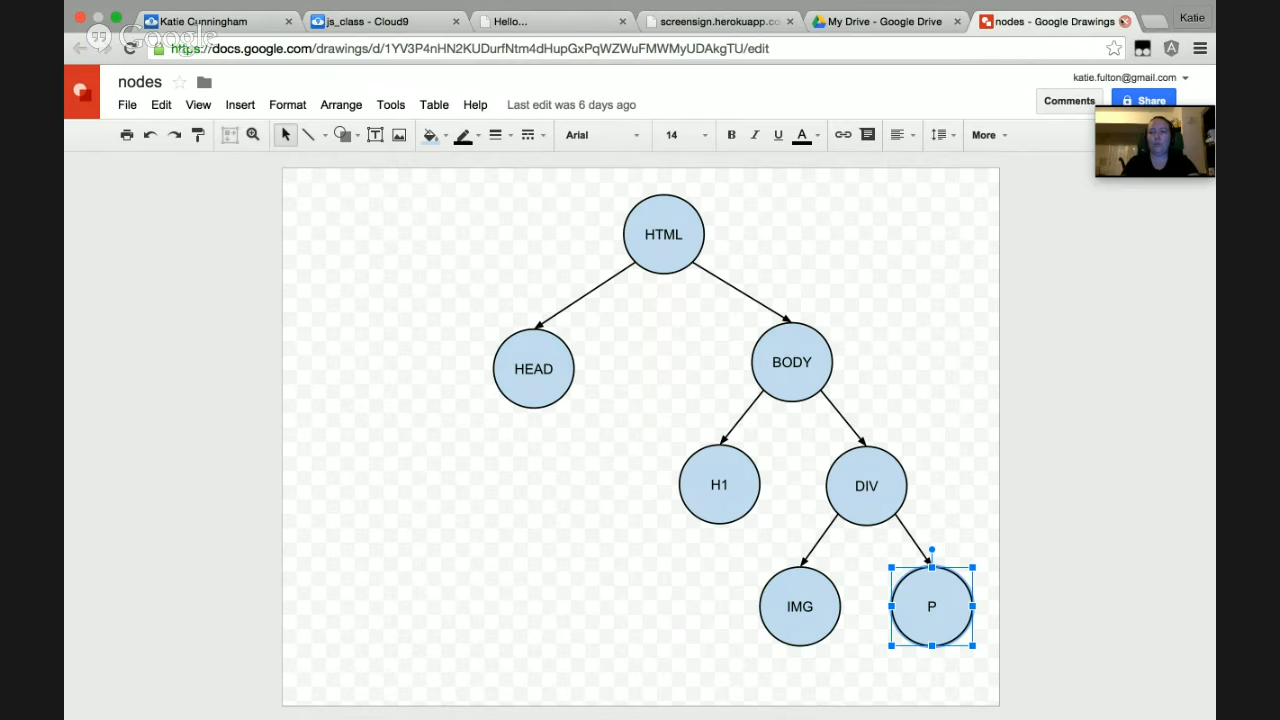 Katie Cunningham
js_class - Cloud9
Hello...
screensign.herokuapp.co
My Drive - Google Drive
nodes - Google Drawings
Katie
Google
https://docs.google.com/drawings/d/1YV3P4nHN2KUDurfNtm4dHupGxPqWZWuFMWMyUDAkgTU/edit
nodes
katie.fulton@gmail.com
File Edit View Insert Format Arrange Tools Table Help Last edit was 6 days ago
Comments
Share
Arial 14 B I U A More
HTML
HEAD
BODY
H1
DIV
IMG
P